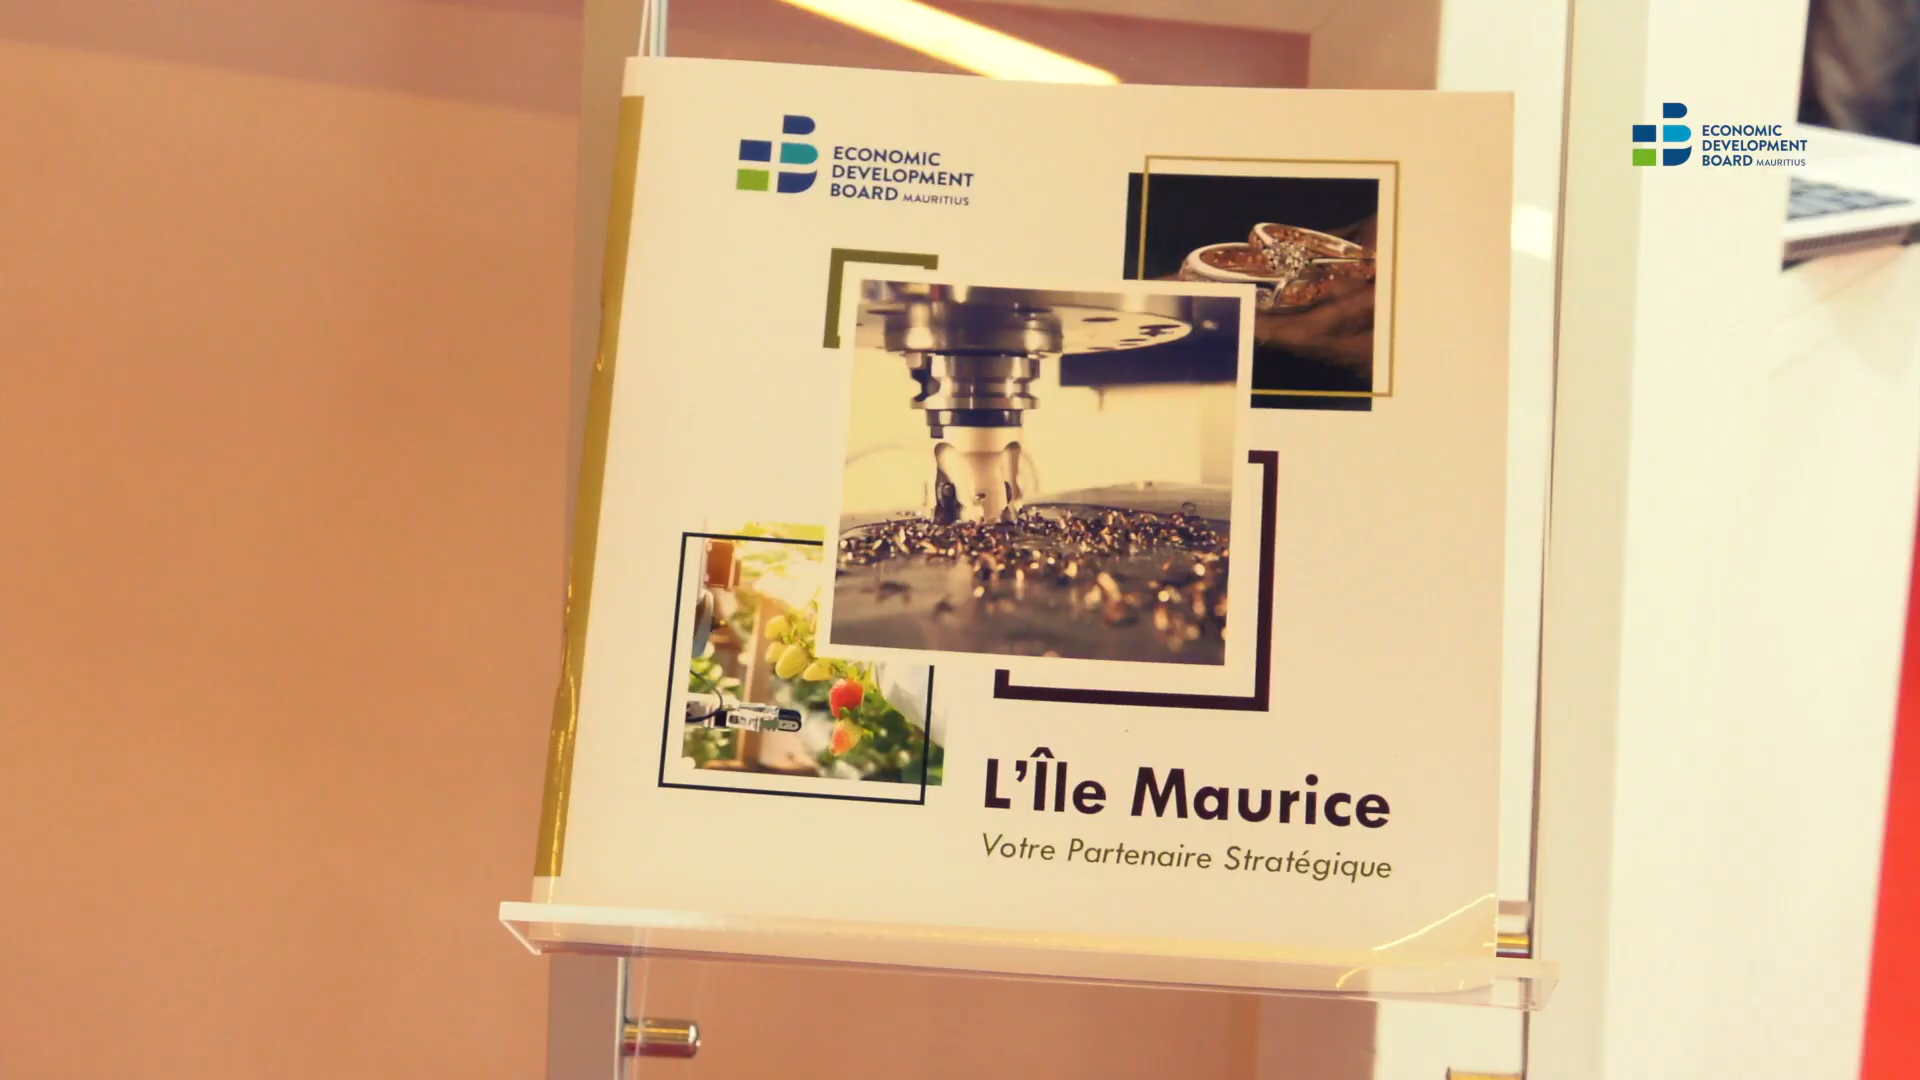 ECONOMIC
DEVELOPMENT
BOARD MAURITIUS
L'Île Maurice
Votre Partenaire Stratégique
ECONOMIC
DEVELOPMENT
BOARD MAURITIUS